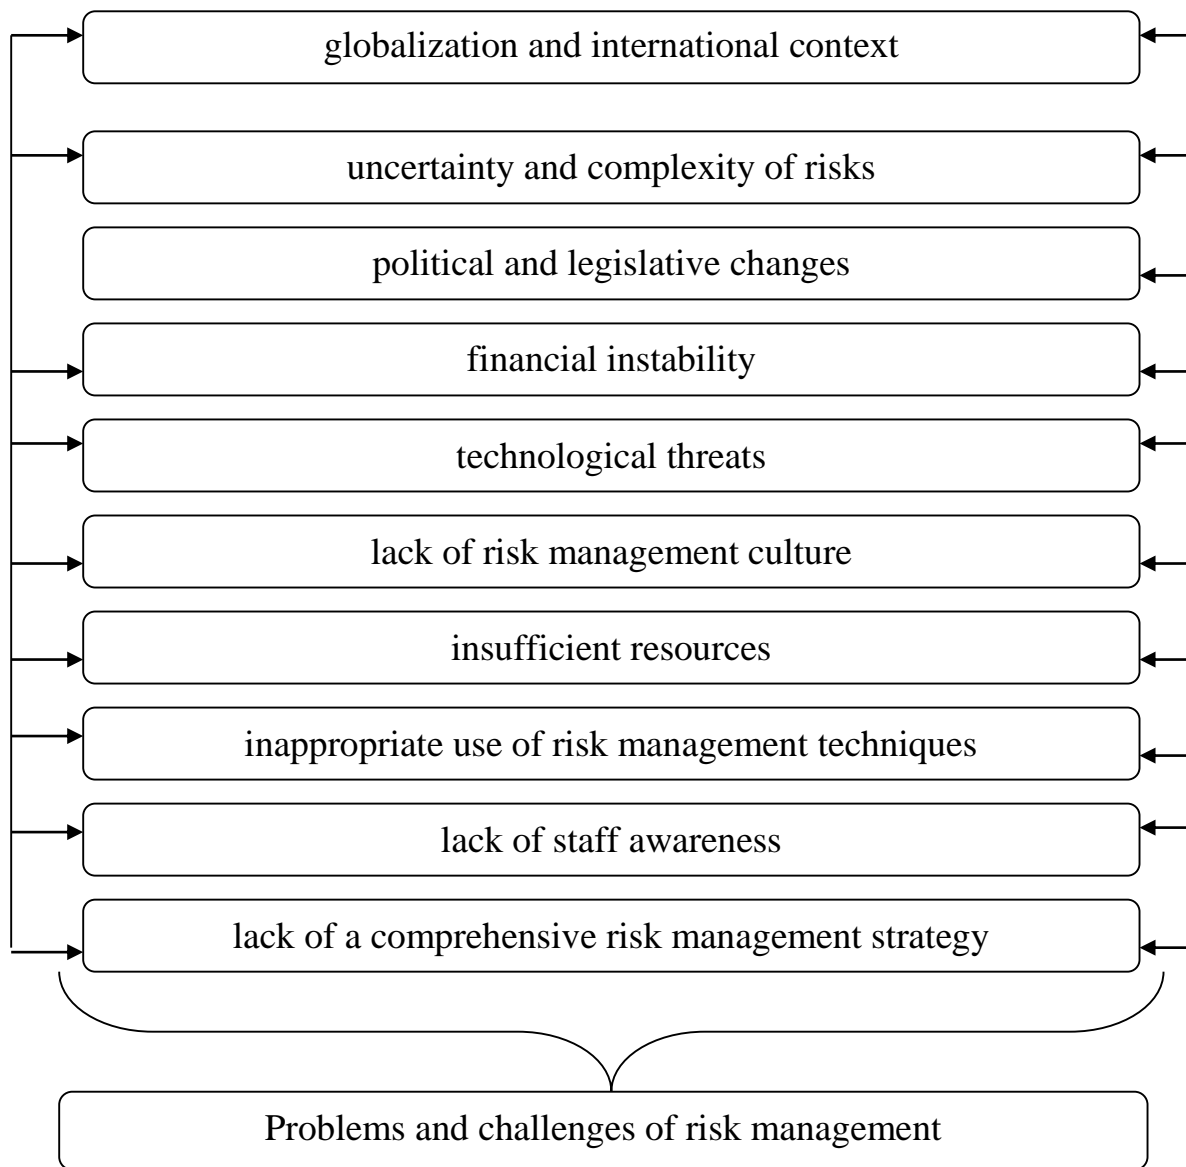 globalization and international context
uncertainty and complexity of risks
political and legislative changes
financial instability
technological threats
lack of risk management culture
insufficient resources
inappropriate use of risk management techniques
lack of staff awareness
lack of a comprehensive risk management strategy
Problems and challenges of risk management